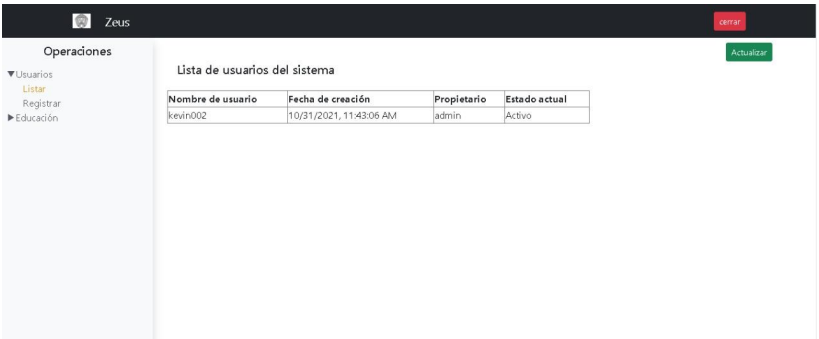 Zeus
cerrar
Operaciones
▼Usuarios
Listar
Registrar
▶Educación
Actualizar
Lista de usuarios del sistema
Nombre de usuario Fecha de creación Propietario Estado actual
kevin002 10/31/2021, 11:43:06 AM admin Activo